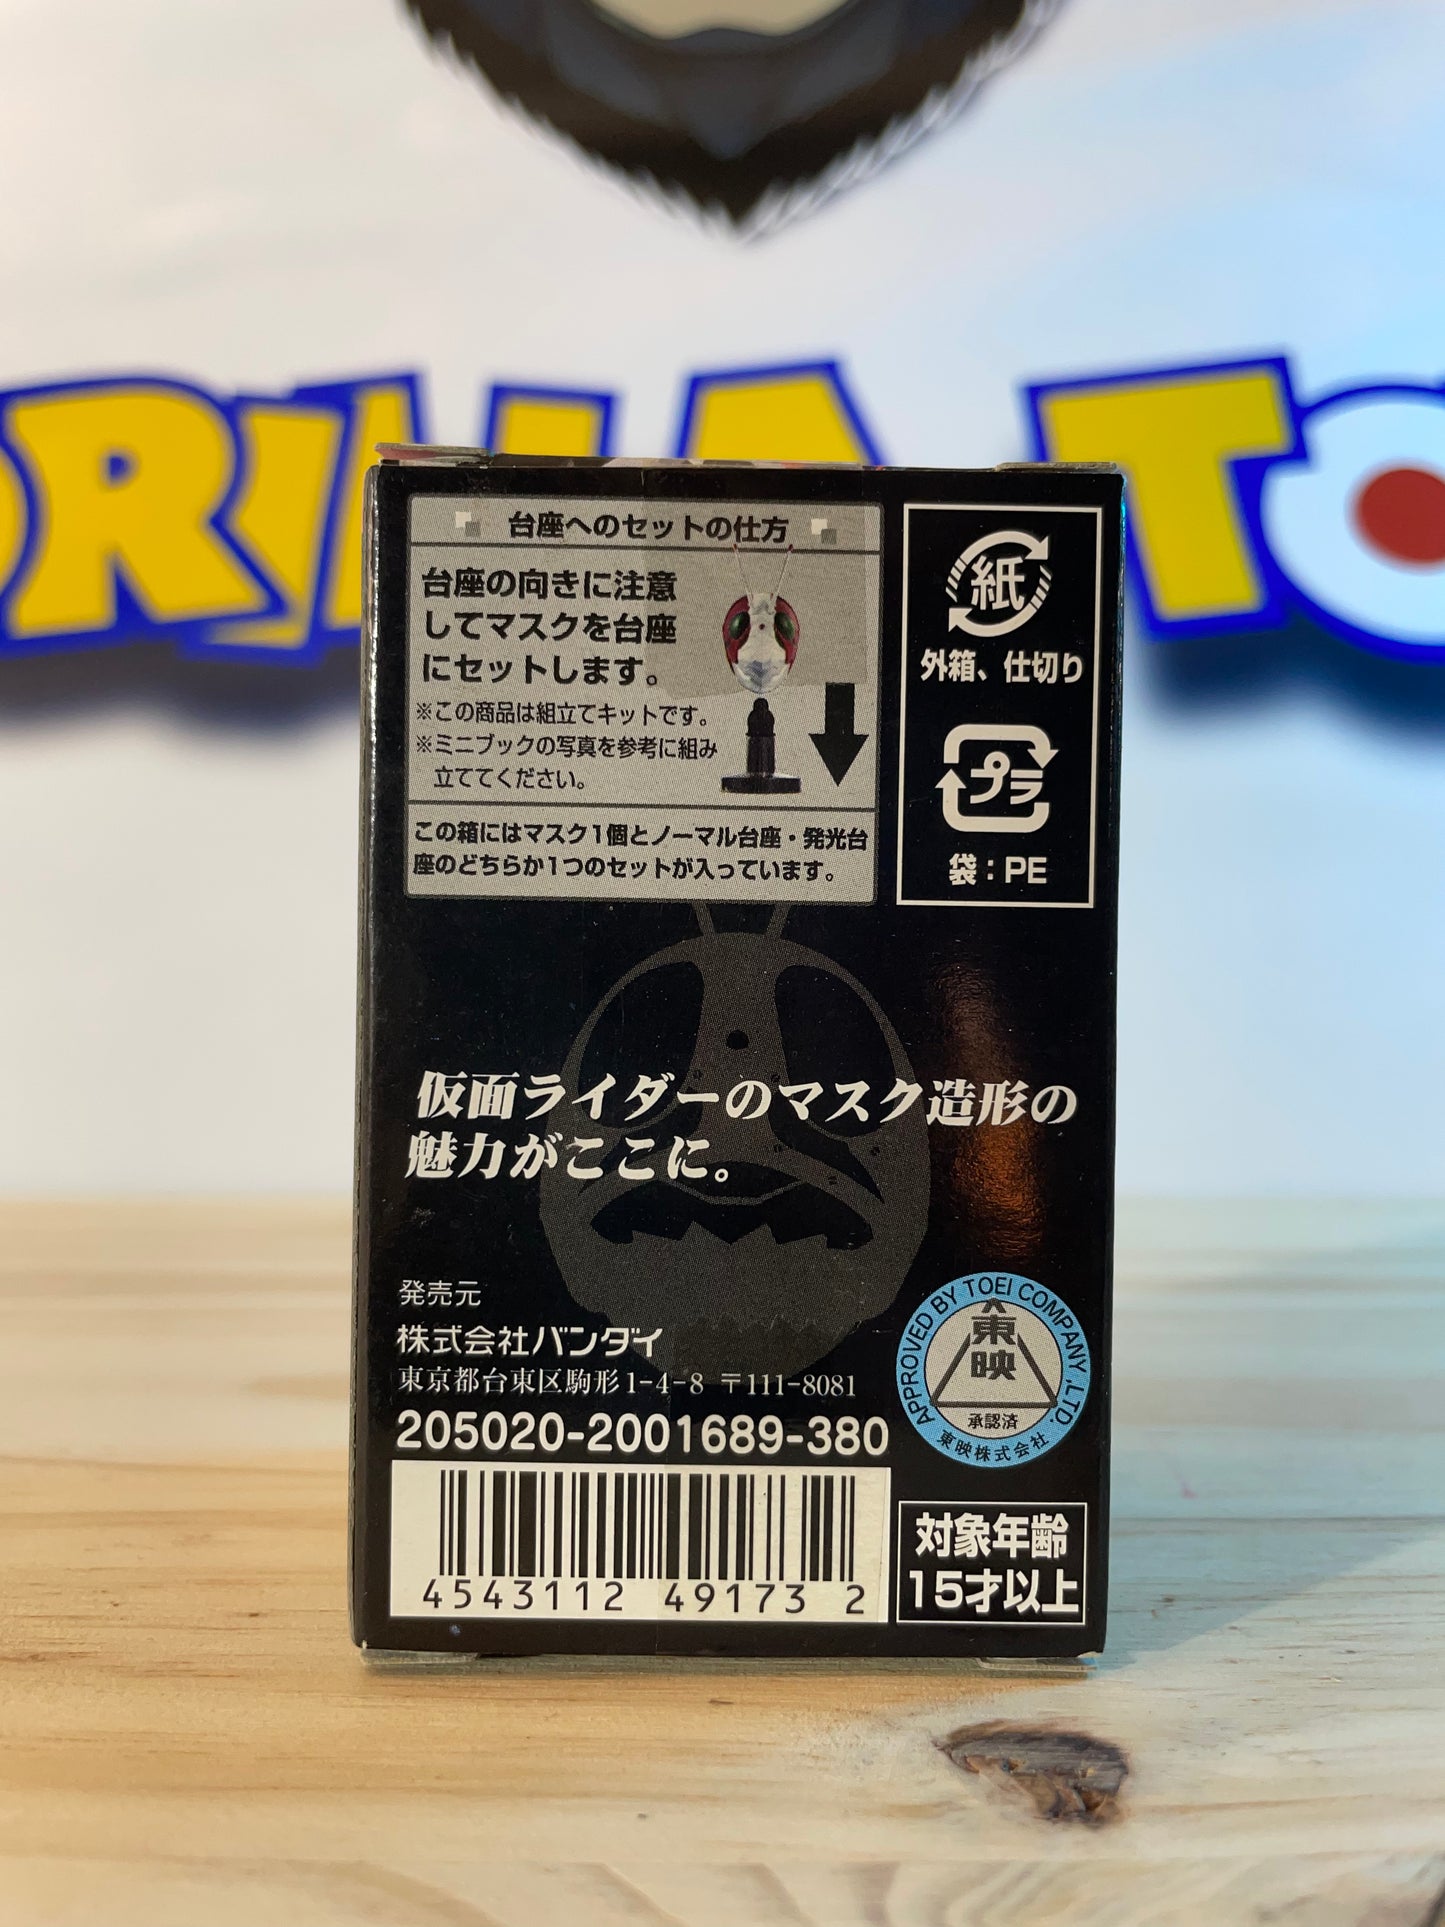 RILLA TO
台座へのセットの仕方
台座の向きに注意
してマスクを台座
にセットします。
※この商品は組立てキットです。
※ミニブックの写真を参考に組み
立ててください。
この箱にはマスク1個とノーマル台座・発光台
座のどちらか1つのセットが入っています。
紙
外箱、仕切り
プラ
袋：PE
仮面ライダーのマスク造形の
魅力がここに。
発売元
株式会社バンダイ
東京都台東区駒形1-4-8 〒111-8081
205020-2001689-380
APPROVED BY TOEI COMPANY,LTD.
東映
承認済
東映株式会社
4543112 49173 2
対象年齢
15才以上